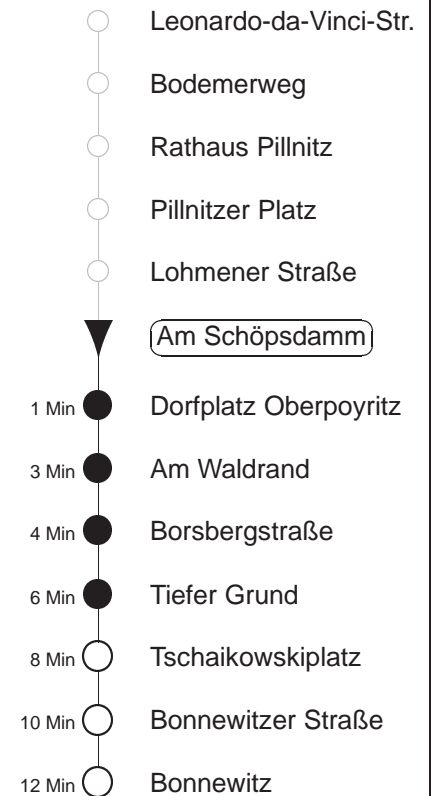 Leonardo-da-Vinci-Str.
Bodemerweg
Rathaus Pillnitz
Pillnitzer Platz
Lohmener Straße
Am Schöpsdamm
1 Min Dorfplatz Oberpoyritz
3 Min Am Waldrand
4 Min Borsbergstraße
6 Min Tiefer Grund
8 Min Tschaikowskiplatz
10 Min Bonnewitzer Straße
12 Min Bonnewitz